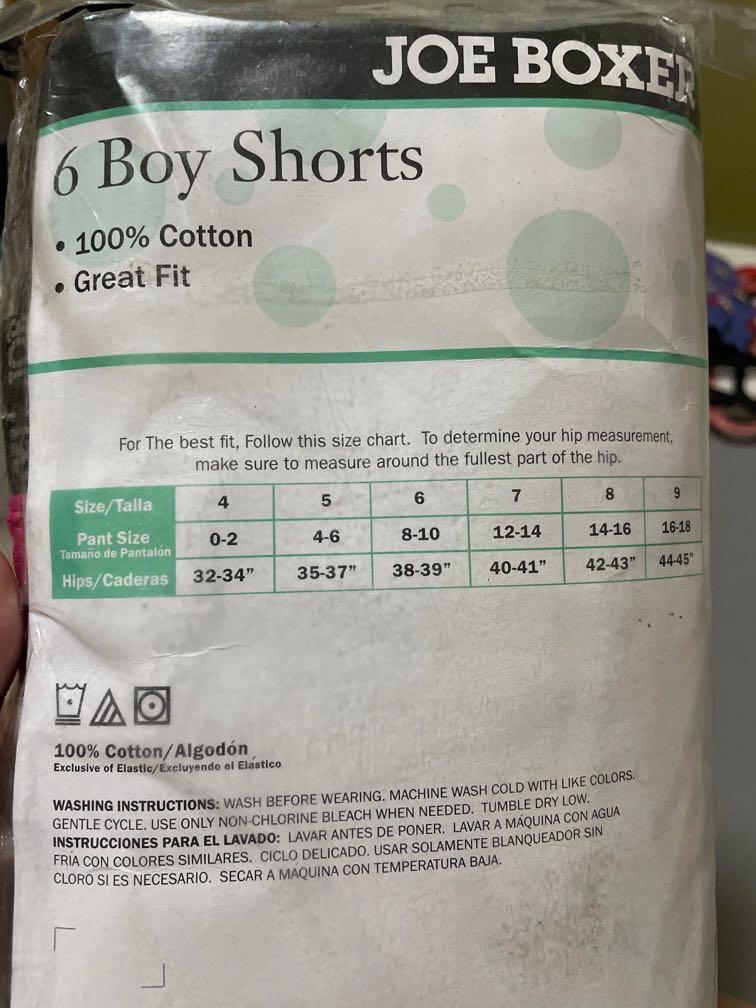 JOE BOXER
6 Boy Shorts
• 100% Cotton
• Great Fit
For The best fit, Follow this size chart. To determine your hip measurement,
make sure to measure around the fullest part of the hip.
Size/Talla 4 5 6 7 8 9
Pant Size 0-2 4-6 8-10 12-14 14-16 16-18
Tamaño de Pantalón
Hips/Caderas 32-34" 35-37" 38-39" 40-41" 42-43" 44-45"
100% Cotton/Algodón
Exclusive of Elastic/Excluyendo el Elástico
WASHING INSTRUCTIONS: WASH BEFORE WEARING. MACHINE WASH COLD WITH LIKE COLORS.
GENTLE CYCLE. USE ONLY NON-CHLORINE BLEACH WHEN NEEDED. TUMBLE DRY LOW.
INSTRUCCIONES PARA EL LAVADO: LAVAR ANTES DE PONER. LAVAR A MÁQUINA CON AGUA
FRÍA CON COLORES SIMILARES. CICLO DELICADO. USAR SOLAMENTE BLANQUEADOR SIN
CLORO SI ES NECESARIO. SECAR A MÁQUINA CON TEMPERATURA BAJA.